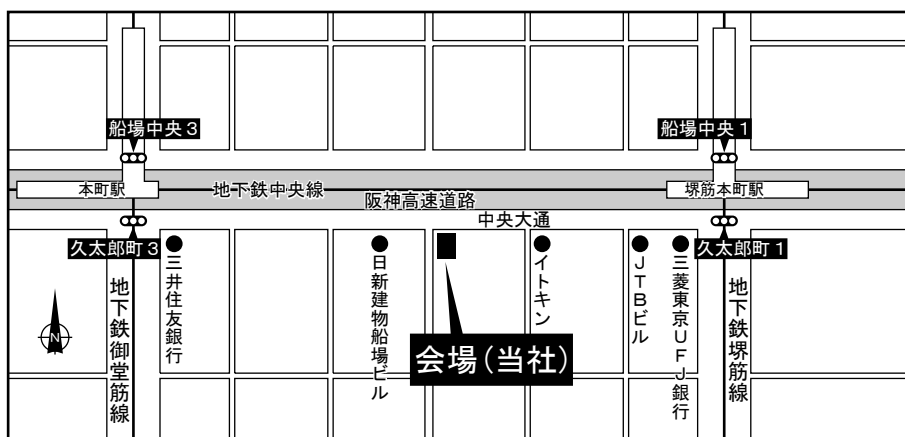 船場中央3
船場中央1
本町駅
地下鉄中央線
堺筋本町駅
阪神高速道路
中央大通
久太郎町3
久太郎町1
地下鉄御堂筋線
三井住友銀行
日新建物船場ビル
イトキン
JTBビル
三菱東京UFJ銀行
地下鉄堺筋線
N
会場(当社)